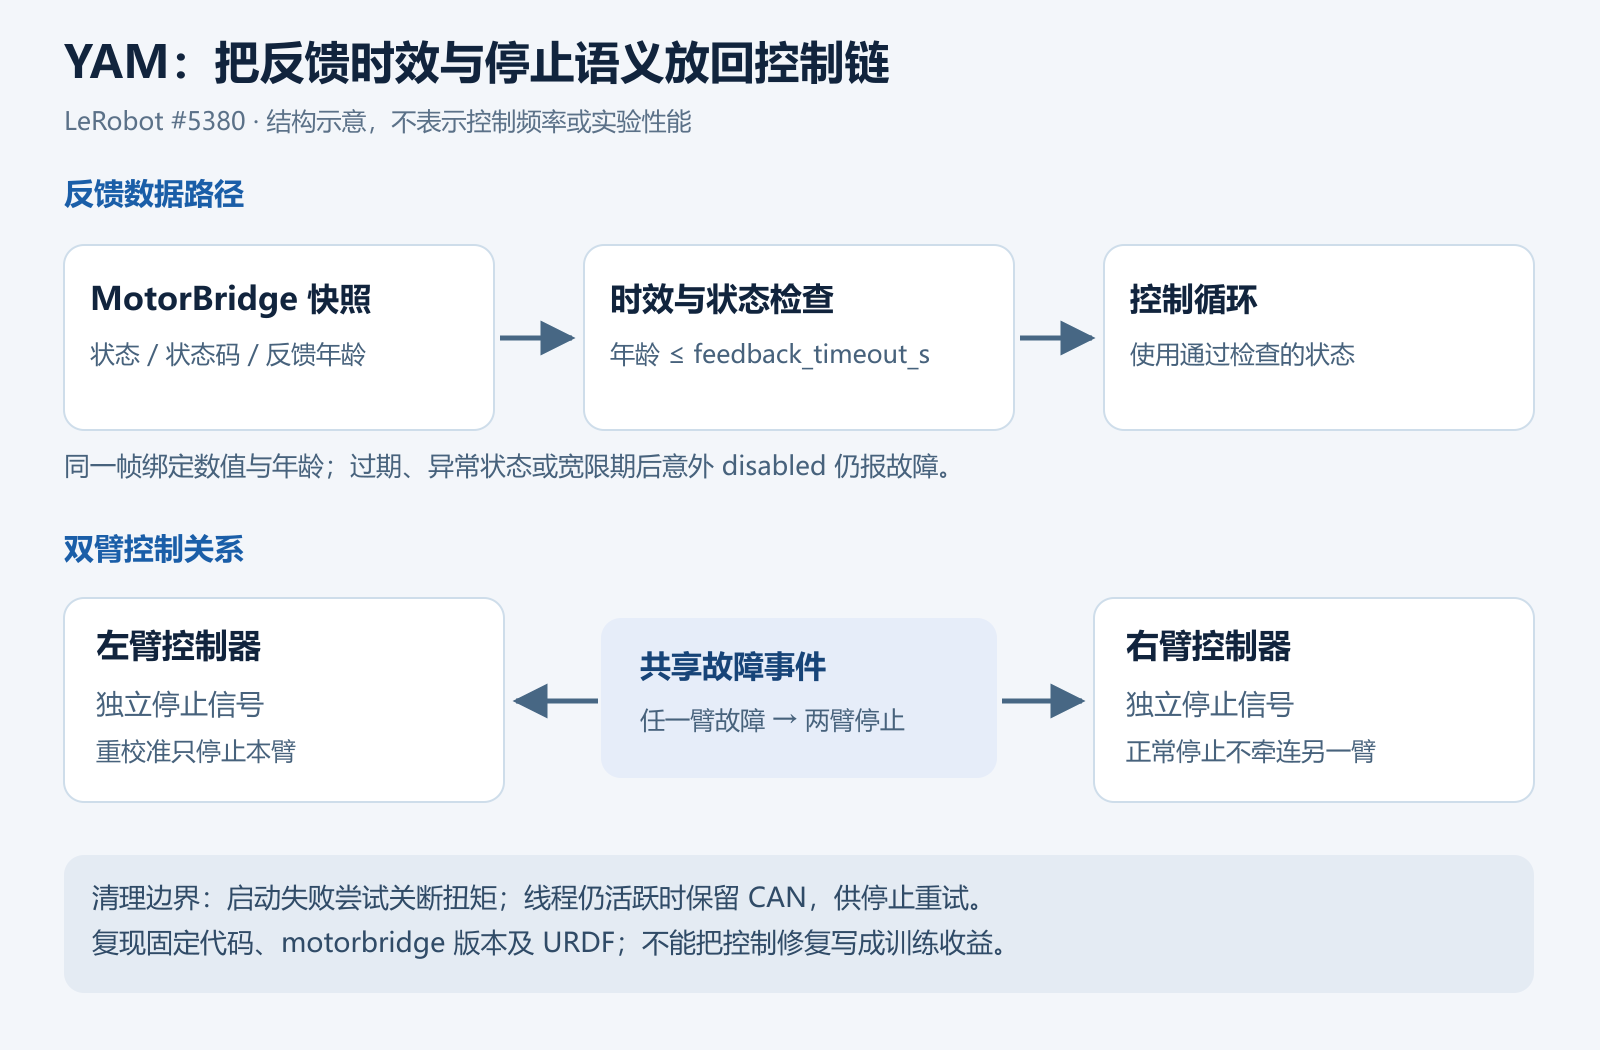 YAM：把反馈时效与停止语义放回控制链
LeRobot #5380 · 结构示意，不表示控制频率或实验性能
反馈数据路径
MotorBridge 快照
状态 / 状态码 / 反馈年龄
时效与状态检查
年龄 ≤ feedback_timeout_s
控制循环
使用通过检查的状态
同一帧绑定数值与年龄；过期、异常状态或宽限期后意外 disabled 仍报故障。
双臂控制关系
左臂控制器
独立停止信号
重校准只停止本臂
共享故障事件
任一臂故障 → 两臂停止
右臂控制器
独立停止信号
正常停止不牵连另一臂
清理边界：启动失败尝试关断扭矩；线程仍活跃时保留 CAN，供停止重试。
复现固定代码、motorbridge 版本及 URDF；不能把控制修复写成训练收益。